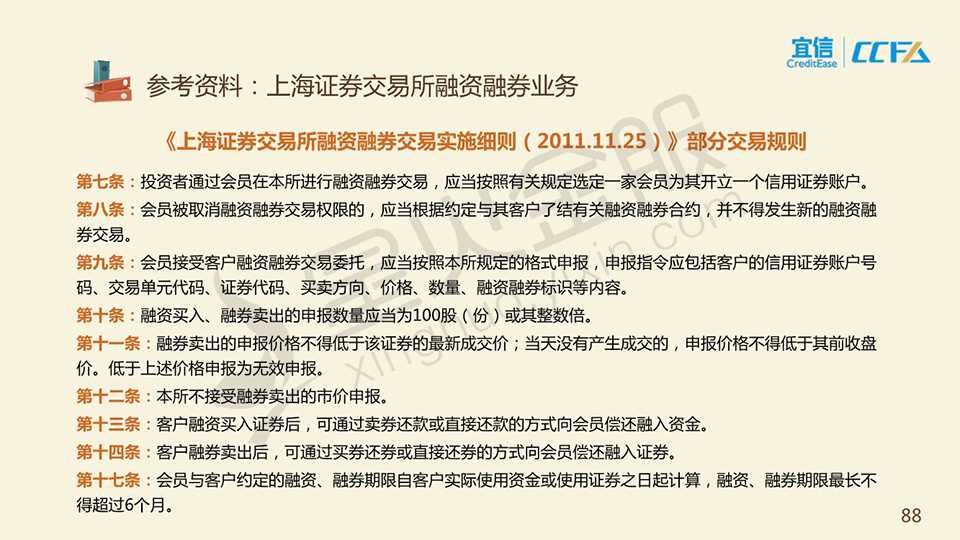 宜信
CreditEase
CCFA
参考资料：上海证券交易所融资融券业务
《上海证券交易所融资融券交易实施细则（2011.11.25）》部分交易规则
第七条：投资者通过会员在本所进行融资融券交易，应当按照有关规定选定一家会员为其开立一个信用证券账户。
第八条：会员被取消融资融券交易权限的，应当根据约定与其客户了结有关融资融券合约，并不得发生新的融资融
券交易。
第九条：会员接受客户融资融券交易委托，应当按照本所规定的格式申报，申报指令应包括客户的信用证券账户号
码、交易单元代码、证券代码、买卖方向、价格、数量、融资融券标识等内容。
第十条：融资买入、融券卖出的申报数量应当为100股（份）或其整数倍。
第十一条：融券卖出的申报价格不得低于该证券的最新成交价；当天没有产生成交的，申报价格不得低于其前收盘
价。低于上述价格申报为无效申报。
第十二条：本所不接受融券卖出的市价申报。
第十三条：客户融资买入证券后，可通过卖券还款或直接还款的方式向会员偿还融入资金。
第十四条：客户融券卖出后，可通过买券还券或直接还券的方式向会员偿还融入证券。
第十七条：会员与客户约定的融资、融券期限自客户实际使用资金或使用证券之日起计算，融资、融券期限最长不
得超过6个月。
星火金服
xinghuo.yixin.com
88